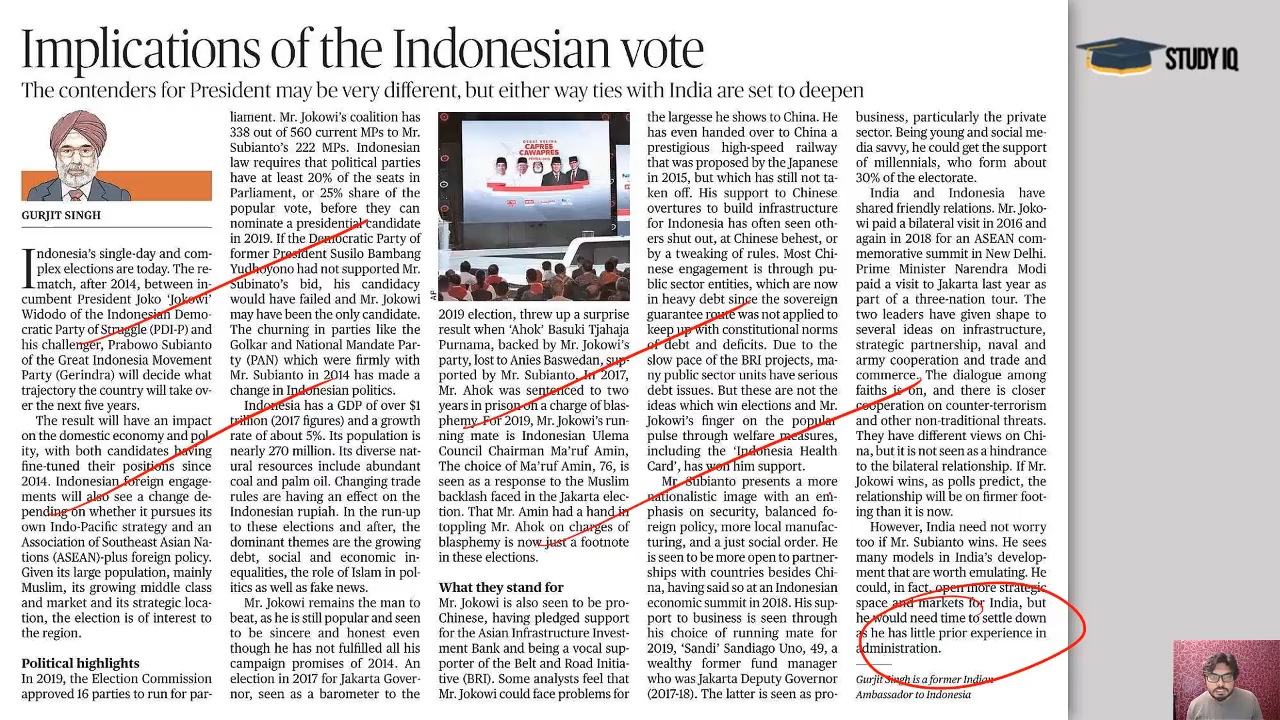 Implications of the Indonesian vote
The contenders for President may be very different, but either way ties with India are set to deepen
STUDY IQ
GURJIT SINGH
Indonesia's single-day and com-
plex elections are today. The re-
match, after 2014, between in-
cumbent President Joko 'Jokowi'
Widodo of the Indonesian Demo-
cratic Party of Struggle (PDI-P) and
his challenger, Prabowo Subianto
of the Great Indonesia Movement
Party (Gerindra) will decide what
trajectory the country will take ov-
er the next five years.
The result will have an impact
on the domestic economy and pol-
ity, with both candidates having
fine-tuned their positions since
2014. Indonesian foreign engage-
ments will also see a change de-
pending on whether it pursues its
own Indo-Pacific strategy and an
Association of Southeast Asian Na-
tions (ASEAN)-plus foreign policy.
Given its large population, mainly
Muslim, its growing middle class
and market and its strategic loca-
tion, the election is of interest to
the region.
Political highlights
In 2019, the Election Commission
approved 16 parties to run for par-
liament. Mr. Jokowi's coalition has
338 out of 560 current MPs to Mr.
Subianto's 222 MPs. Indonesian
law requires that political parties
have at least 20% of the seats in
Parliament, or 25% share of the
popular vote, before they can
nominate a presidential candidate
in 2019. If the Democratic Party of
former President Susilo Bambang
Yudhoyono had not supported Mr.
Subinato's bid, his candidacy
would have failed and Mr. Jokowi
may have been the only candidate.
The churning in parties like the
Golkar and National Mandate Par-
ty (PAN) which were firmly with
Mr. Subianto in 2014 has made a
change in Indonesian politics.
Indonesia has a GDP of over $1
trillion (2017 figures) and a growth
rate of about 5%. Its population is
nearly 270 million. Its diverse nat-
ural resources include abundant
coal and palm oil. Changing trade
rules are having an effect on the
Indonesian rupiah. In the run-up
to these elections and after, the
dominant themes are the growing
debt, social and economic in-
equalities, the role of Islam in pol-
itics as well as fake news.
Mr. Jokowi remains the man to
beat, as he is still popular and seen
to be sincere and honest even
though he has not fulfilled all his
campaign promises of 2014. An
election in 2017 for Jakarta Gover-
nor, seen as a barometer to the
CAPRES
CAWAPRES
AP
2019 election, threw up a surprise
result when 'Ahok' Basuki Tjahaja
Purnama, backed by Mr. Jokowi's
party, lost to Anies Baswedan, sup-
ported by Mr. Subianto. In 2017,
Mr. Ahok was sentenced to two
years in prison on a charge of blas-
phemy. For 2019, Mr. Jokowi's run-
ning mate is Indonesian Ulema
Council Chairman Ma'ruf Amin,
The choice of Ma'ruf Amin, 76, is
seen as a response to the Muslim
backlash faced in the Jakarta elec-
tion. That Mr. Amin had a hand in
toppling Mr. Ahok on charges of
blasphemy is now just a footnote
in these elections.
What they stand for
Mr. Jokowi is also seen to be pro-
Chinese, having pledged support
for the Asian Infrastructure Invest-
ment Bank and being a vocal sup-
porter of the Belt and Road Initia-
tive (BRI). Some analysts feel that
Mr. Jokowi could face problems for
the largesse he shows to China. He
has even handed over to China a
prestigious high-speed railway
that was proposed by the Japanese
in 2015, but which has still not ta-
ken off. His support to Chinese
overtures to build infrastructure
for Indonesia has often seen oth-
ers shut out, at Chinese behest, or
by a tweaking of rules. Most Chi-
nese engagement is through pu-
blic sector entities, which are now
in heavy debt since the sovereign
guarantee route was not applied to
keep up with constitutional norms
of debt and deficits. Due to the
slow pace of the BRI projects, ma-
ny public sector units have serious
debt issues. But these are not the
ideas which win elections and Mr.
Jokowi's finger on the popular
pulse through welfare measures,
including the 'Indonesia Health
Card', has won him support.
Mr. Subianto presents a more
nationalistic image with an em-
phasis on security, balanced fo-
reign policy, more local manufac-
turing, and a just social order. He
is seen to be more open to partner-
ships with countries besides Chi-
na, having said so at an Indonesian
economic summit in 2018. His sup-
port to business is seen through
his choice of running mate for
2019, 'Sandi' Sandiago Uno, 49, a
wealthy former fund manager
who was Jakarta Deputy Governor
(2017-18). The latter is seen as pro-
business, particularly the private
sector. Being young and social me-
dia savvy, he could get the support
of millennials, who form about
30% of the electorate.
India and Indonesia have
shared friendly relations. Mr. Joko-
wi paid a bilateral visit in 2016 and
again in 2018 for an ASEAN com-
memorative summit in New Delhi.
Prime Minister Narendra Modi
paid a visit to Jakarta last year as
part of a three-nation tour. The
two leaders have given shape to
several ideas on infrastructure,
strategic partnership, naval and
army cooperation and trade and
commerce. The dialogue among
faiths is on, and there is closer
cooperation on counter-terrorism
and other non-traditional threats.
They have different views on Chi-
na, but it is not seen as a hindrance
to the bilateral relationship. If Mr.
Jokowi wins, as polls predict, the
relationship will be on firmer foot-
ing than it is now.
However, India need not worry
too if Mr. Subianto wins. He sees
many models in India's develop-
ment that are worth emulating. He
could, in fact, open more strategic
space and markets for India, but
he would need time to settle down
as he has little prior experience in
administration.
Gurjit Singh is a former Indian
Ambassador to Indonesia